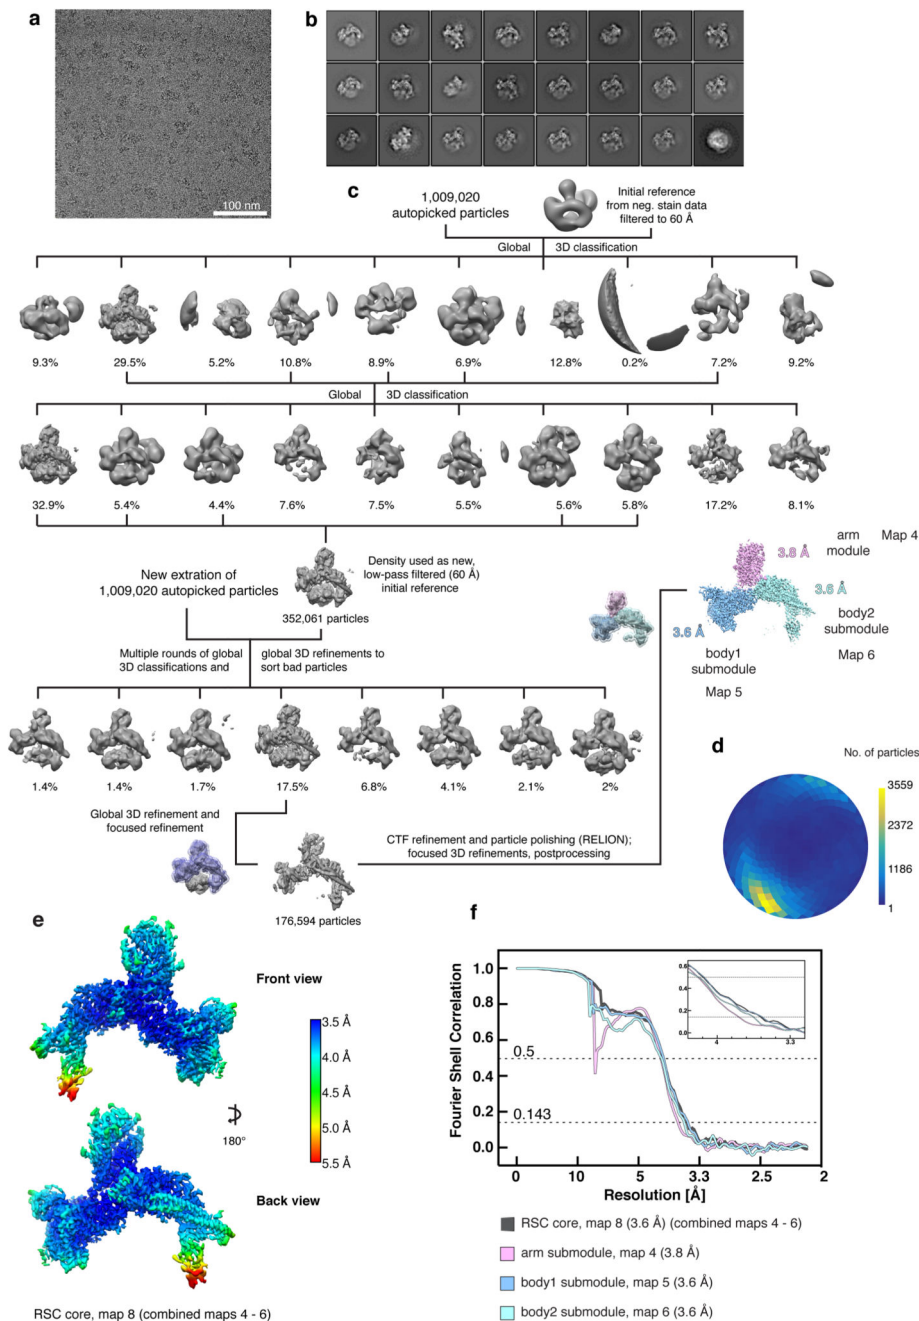 a
100 nm
b
c
1,009,020
autopicked particles
Initial reference
from neg. stain data
filtered to 60 Å
Global 3D classification
9.3% 29.5% 5.2% 10.8% 8.9% 6.9% 12.8% 0.2% 7.2% 9.2%
Global 3D classification
32.9% 5.4% 4.4% 7.6% 7.5% 5.5% 5.6% 5.8% 17.2% 8.1%
New extration of
1,009,020 autopicked particles
352,061 particles
Density used as new,
low-pass filtered (60 Å)
initial reference
Multiple rounds of global global 3D refinements to
3D classifications and sort bad particles
1.4% 1.4% 1.7% 17.5% 6.8% 4.1% 2.1% 2%
Global 3D refinement and
focused refinement
176,594 particles
CTF refinement and particle polishing (RELION);
focused 3D refinements, postprocessing
3.8 Å
arm
module
Map 4
3.6 Å
body2
submodule
Map 6
3.6 Å
body1
submodule
Map 5
d
No. of particles
3559
2372
1186
1
e
Front view
3.5 Å
4.0 Å
4.5 Å
5.0 Å
5.5 Å
180°
Back view
RSC core, map 8 (combined maps 4 - 6)
f
Fourier Shell Correlation
1.0
0.8
0.6
0.4
0.2
0.0
0.5
0.143
0.6
0.4
0.2
0.0
4 3.3
0 10 5 3.3 2.5 2
Resolution [Å]
RSC core, map 8 (3.6 Å) (combined maps 4 - 6)
arm submodule, map 4 (3.8 Å)
body1 submodule, map 5 (3.6 Å)
body2 submodule, map 6 (3.6 Å)